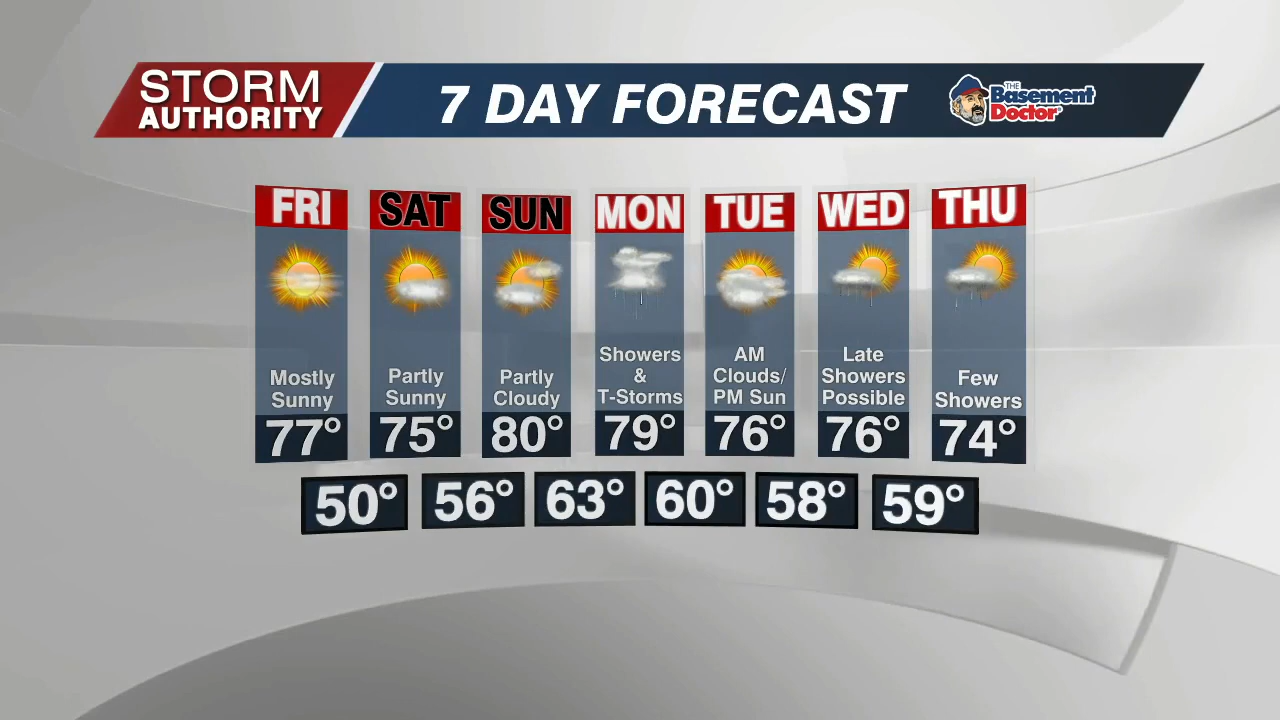 STORM
AUTHORITY
7 DAY FORECAST
THE
Basement
Doctor
FRI
SAT
SUN
MON
TUE
WED
THU
Mostly
Sunny
Partly
Sunny
Partly
Cloudy
Showers
&
T-Storms
AM
Clouds/
PM Sun
Late
Showers
Possible
Few
Showers
77°
75°
80°
79°
76°
76°
74°
50°
56°
63°
60°
58°
59°